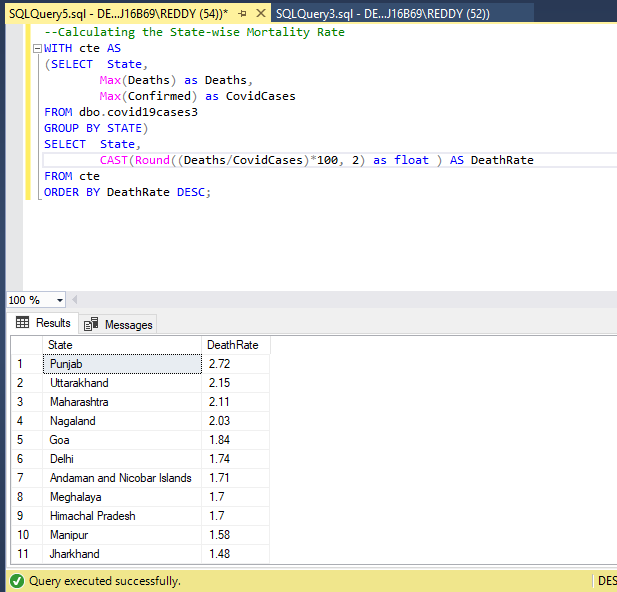 SQLQuery5.sql - DE...J16B69\REDDY (54))* SQLQuery3.sql - DE...J16B69\REDDY (52))
--Calculating the State-wise Mortality Rate
WITH cte AS
(SELECT State,
Max(Deaths) as Deaths,
Max(Confirmed) as CovidCases
FROM dbo.covid19cases3
GROUP BY STATE)
SELECT State,
CAST(Round((Deaths/CovidCases)*100, 2) as float ) AS DeathRate
FROM cte
ORDER BY DeathRate DESC;
100 %
Results Messages
State DeathRate
1 Punjab 2.72
2 Uttarakhand 2.15
3 Maharashtra 2.11
4 Nagaland 2.03
5 Goa 1.84
6 Delhi 1.74
7 Andaman and Nicobar Islands 1.71
8 Meghalaya 1.7
9 Himachal Pradesh 1.7
10 Manipur 1.58
11 Jharkhand 1.48
Query executed successfully. DES